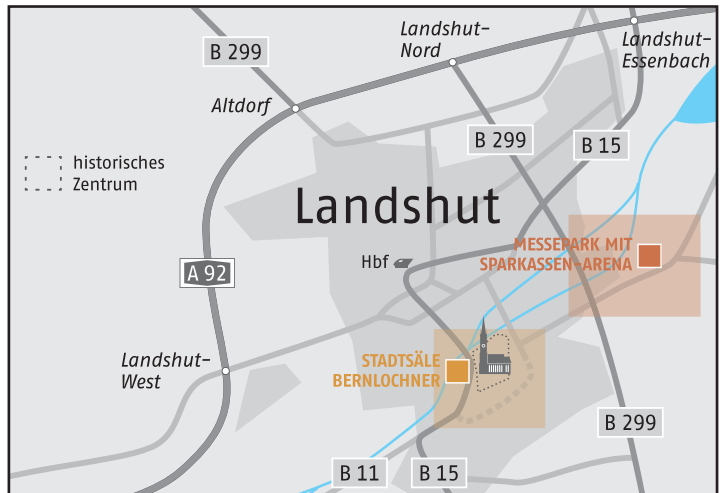 Landshut-
Nord
Landshut-
Essenbach
B 299
Altdorf
B 299
B 15
historisches
Zentrum
Landshut
MESSEPARK MIT
SPARKASSEN-ARENA
Hbf
A 92
Landshut-
West
STADTSÄLE
BERNLOCHNER
B 299
B 11
B 15